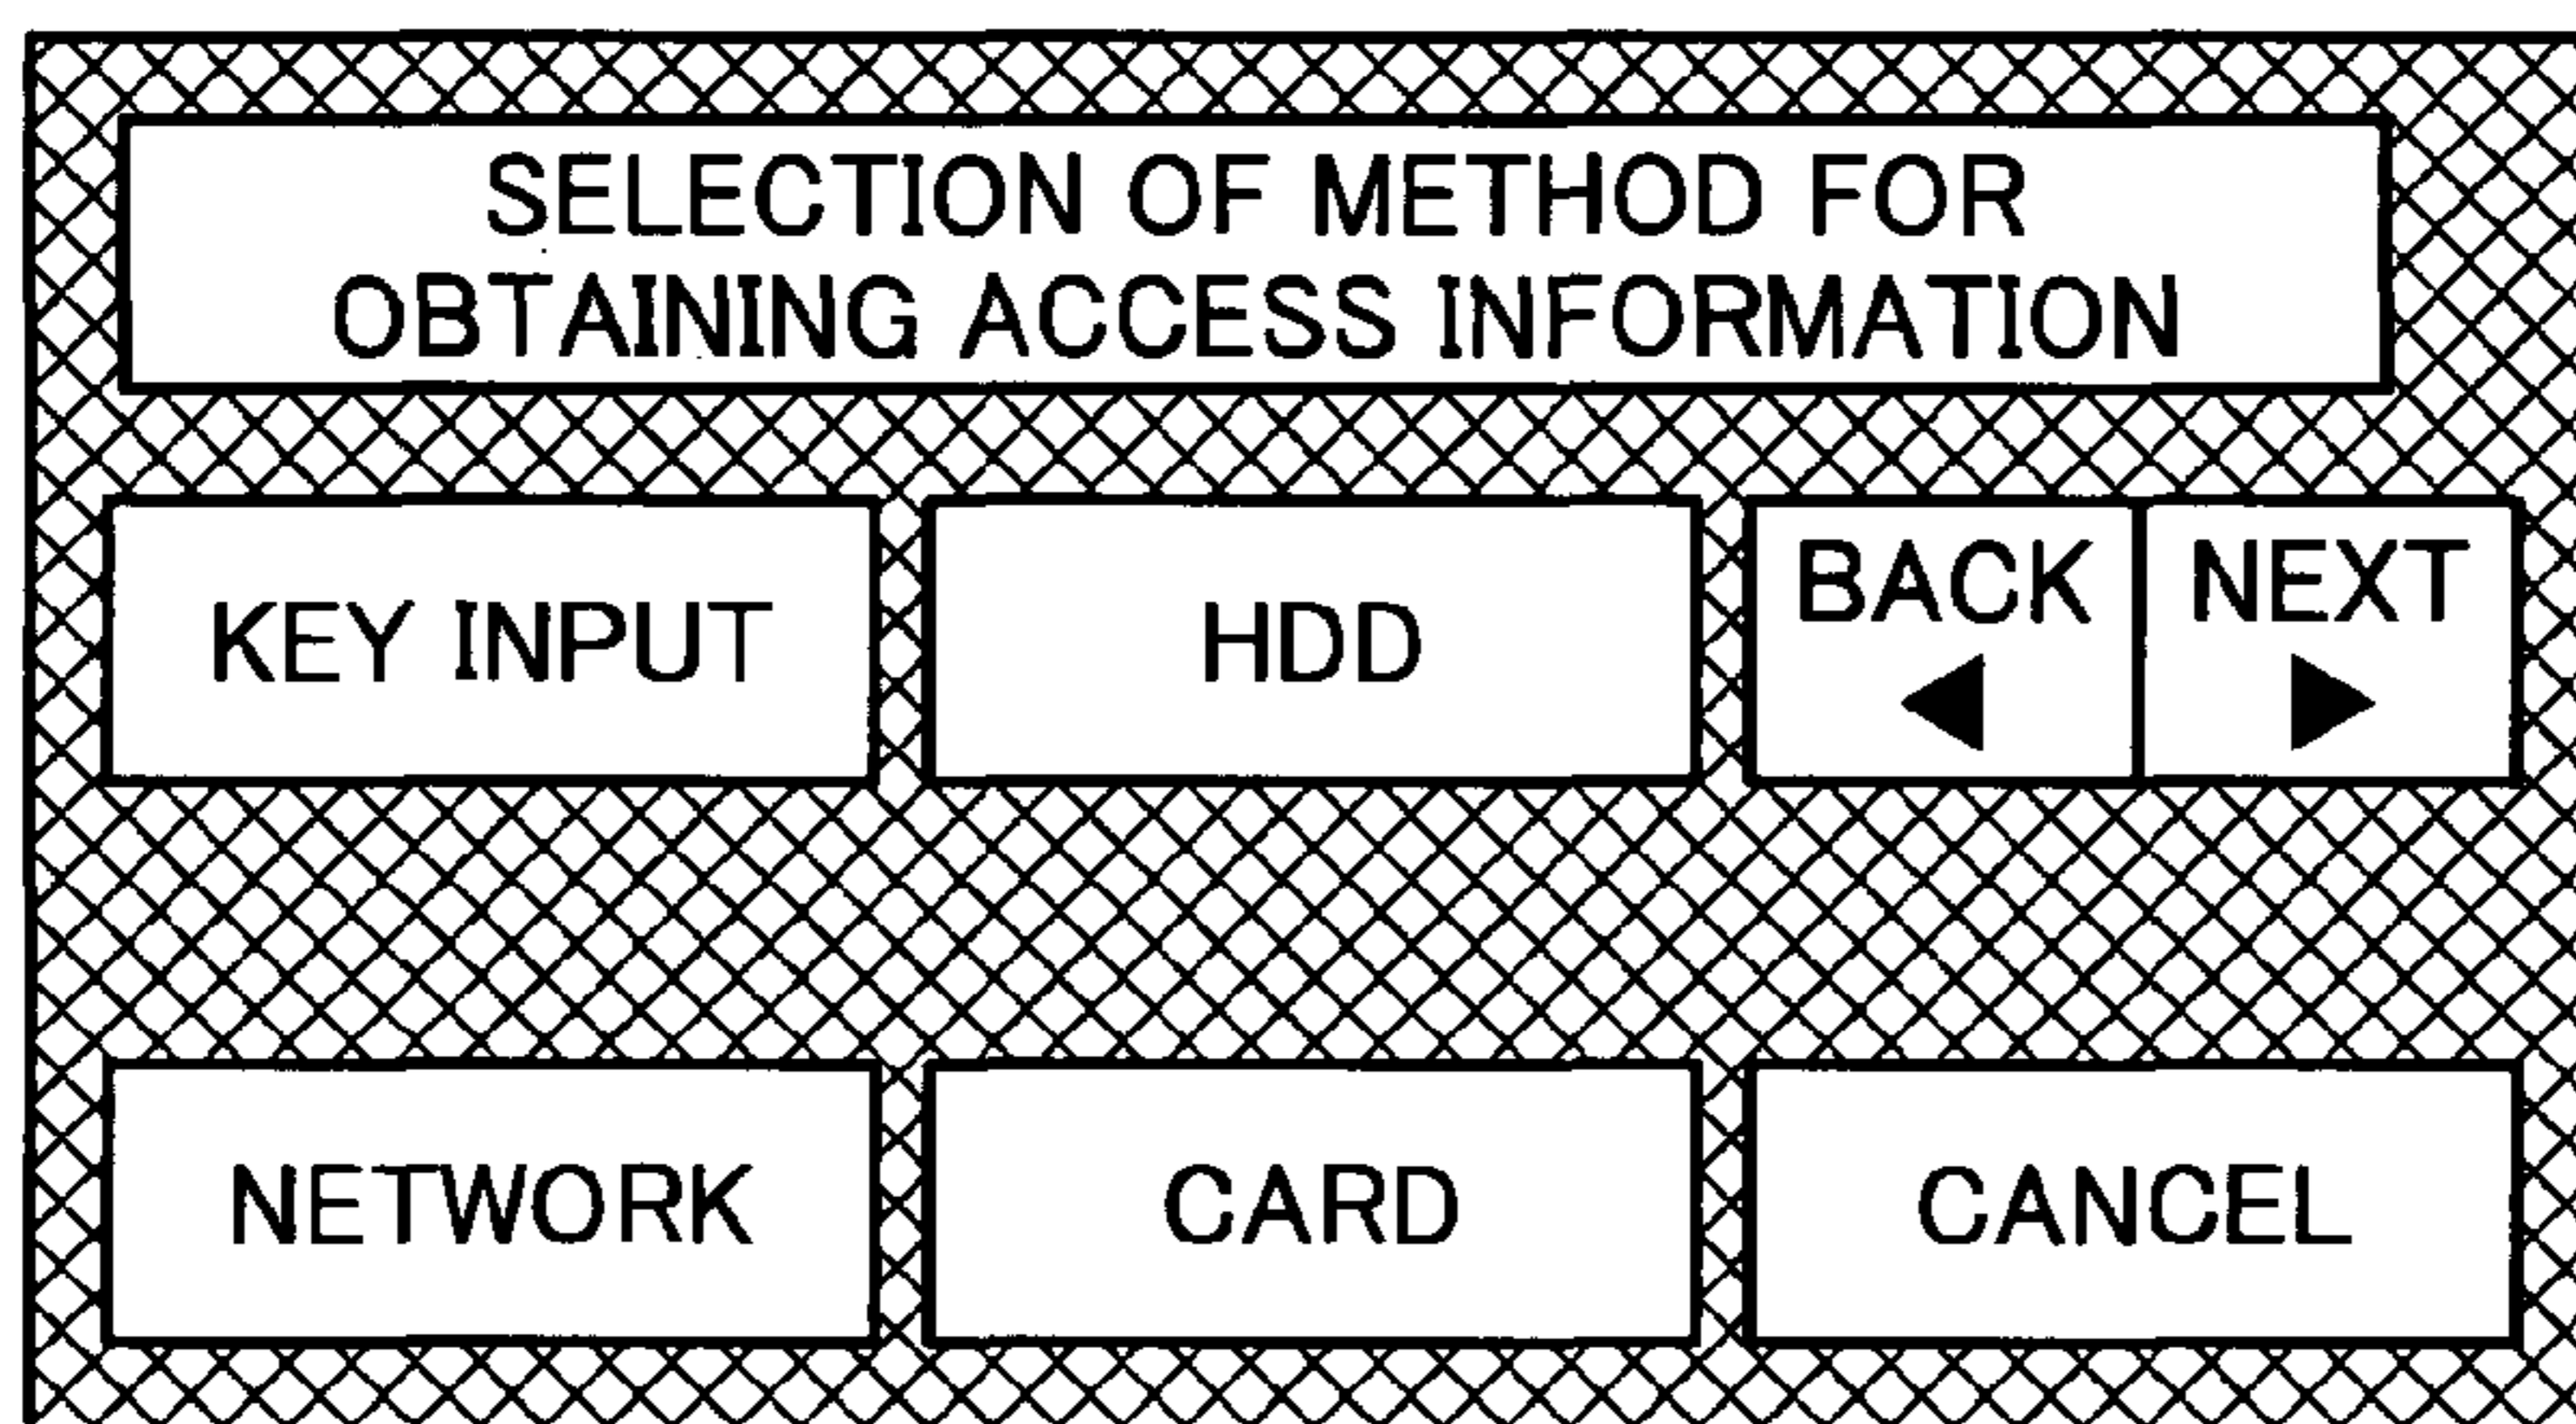 SELECTION OF METHOD FOR
OBTAINING ACCESS INFORMATION
KEY INPUT
HDD
BACK
NEXT
NETWORK
CARD
CANCEL